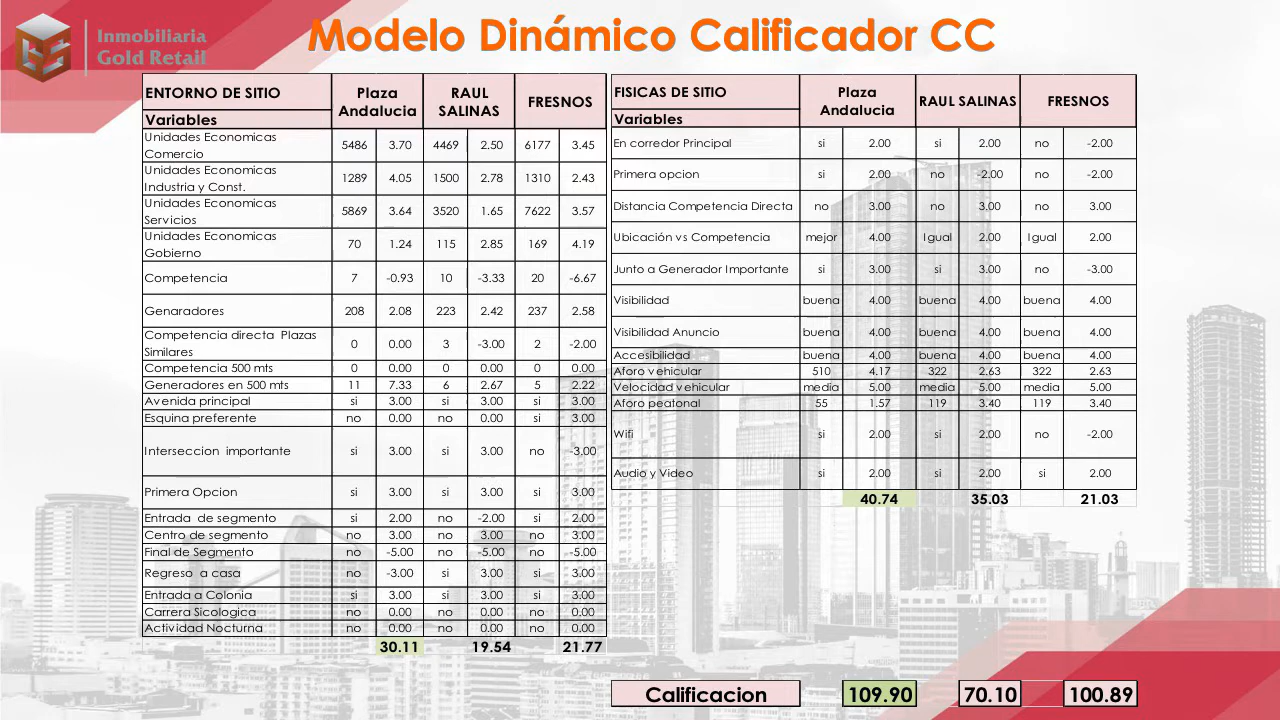 Inmobiliaria
Gold Retail
Modelo Dinámico Calificador CC
ENTORNO DE SITIO Plaza Andalucia RAUL SALINAS FRESNOS
Variables
Unidades Economicas Comercio 5486 3.70 4469 2.50 6177 3.45
Unidades Economicas Industria y Const. 1289 4.05 1500 2.78 1310 2.43
Unidades Economicas Servicios 5869 3.64 3520 1.65 7622 3.57
Unidades Economicas Gobierno 70 1.24 115 2.85 169 4.19
Competencia 7 -0.93 10 -3.33 20 -6.67
Genaradores 208 2.08 223 2.42 237 2.58
Competencia directa Plazas Similares 0 0.00 3 -3.00 2 -2.00
Competencia 500 mts 0 0.00 0 0.00 0 0.00
Generadores en 500 mts 11 7.33 6 2.67 5 2.22
Avenida principal si 3.00 si 3.00 si 3.00
Esquina preferente no 0.00 no 0.00 si 3.00
Interseccion importante si 3.00 si 3.00 no -3.00
Primera Opcion si 3.00 si 3.00 si 3.00
Entrada de segmento si 2.00 no -2.00 si 2.00
Centro de segmento no 3.00 no 3.00 no 3.00
Final de Segmento no -5.00 no -5.00 no -5.00
Regreso a casa no -3.00 si 3.00 si 3.00
Entrada a Colonia si 3.00 si 3.00 si 3.00
Carrera Sicologica no 0.00 no 0.00 no 0.00
Actividad Nocturna no 0.00 no 0.00 no 0.00
30.11 19.54 21.77
FISICAS DE SITIO Plaza Andalucia RAUL SALINAS FRESNOS
Variables
En corredor Principal si 2.00 si 2.00 no -2.00
Primera opcion si 2.00 no -2.00 no -2.00
Distancia Competencia Directa no 3.00 no 3.00 no 3.00
Ubicación vs Competencia mejor 4.00 Igual 2.00 Igual 2.00
Junto a Generador Importante si 3.00 si 3.00 no -3.00
Visibilidad buena 4.00 buena 4.00 buena 4.00
Visibilidad Anuncio buena 4.00 buena 4.00 buena 4.00
Accesibilidad buena 4.00 buena 4.00 buena 4.00
Aforo vehicular 510 4.17 322 2.63 322 2.63
Velocidad vehicular media 5.00 media 5.00 media 5.00
Aforo peatonal 55 1.57 119 3.40 119 3.40
Wifi si 2.00 si 2.00 no -2.00
Audio y Video si 2.00 si 2.00 si 2.00
40.74 35.03 21.03
Calificacion 109.90 70.10 100.89